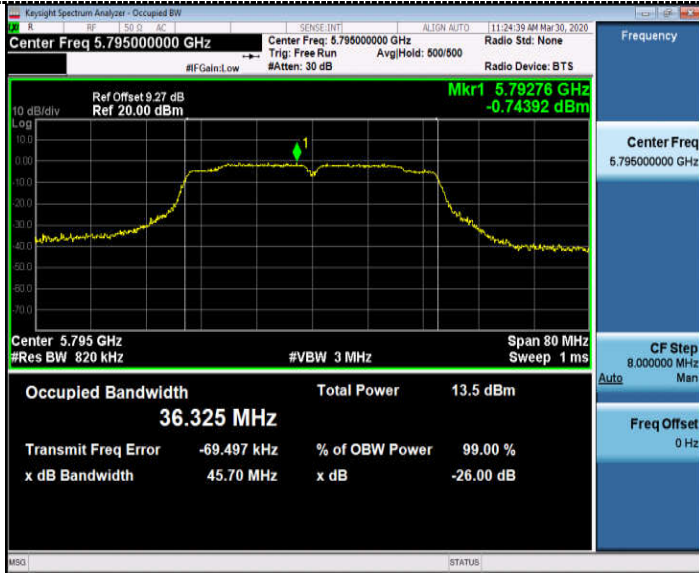 Keysight Spectrum Analyzer - Occupied BW
R RF 50 Ω AC SENSE:INT ALIGN AUTO 11:24:39 AM Mar 30, 2020
Center Freq 5.795000000 GHz
Center Freq: 5.795000000 GHz
Radio Std: None
Trig: Free Run Avg|Hold: 500/500
#IFGain:Low
#Atten: 30 dB
Radio Device: BTS
Frequency
Ref Offset 9.27 dB
Mkr1 5.79276 GHz
10 dB/div Ref 20.00 dBm -0.74392 dBm
Log
10.0
0.00
-10.0
-20.0
-30.0
-40.0
-50.0
-60.0
-70.0
1
Center 5.795 GHz Span 80 MHz
#Res BW 820 kHz #VBW 3 MHz Sweep 1 ms
Occupied Bandwidth
36.325 MHz
Total Power 13.5 dBm
Transmit Freq Error -69.497 kHz % of OBW Power 99.00 %
x dB Bandwidth 45.70 MHz x dB -26.00 dB
Center Freq
5.795000000 GHz
CF Step
8.000000 MHz
Auto Man
Freq Offset
0 Hz
MSG STATUS